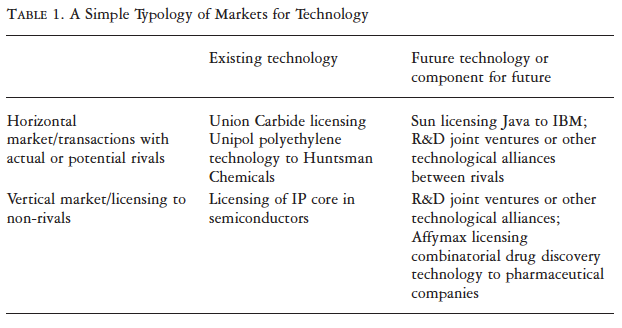 TABLE 1. A Simple Typology of Markets for Technology
Existing technology
Future technology or
component for future
Horizontal
market/transactions with
actual or potential rivals
Union Carbide licensing
Unipol polyethylene
technology to Huntsman
Chemicals
Sun licensing Java to IBM;
R&D joint ventures or other
technological alliances
between rivals
Vertical market/licensing to
non-rivals
Licensing of IP core in
semiconductors
R&D joint ventures or other
technological alliances;
Affymax licensing
combinatorial drug discovery
technology to pharmaceutical
companies